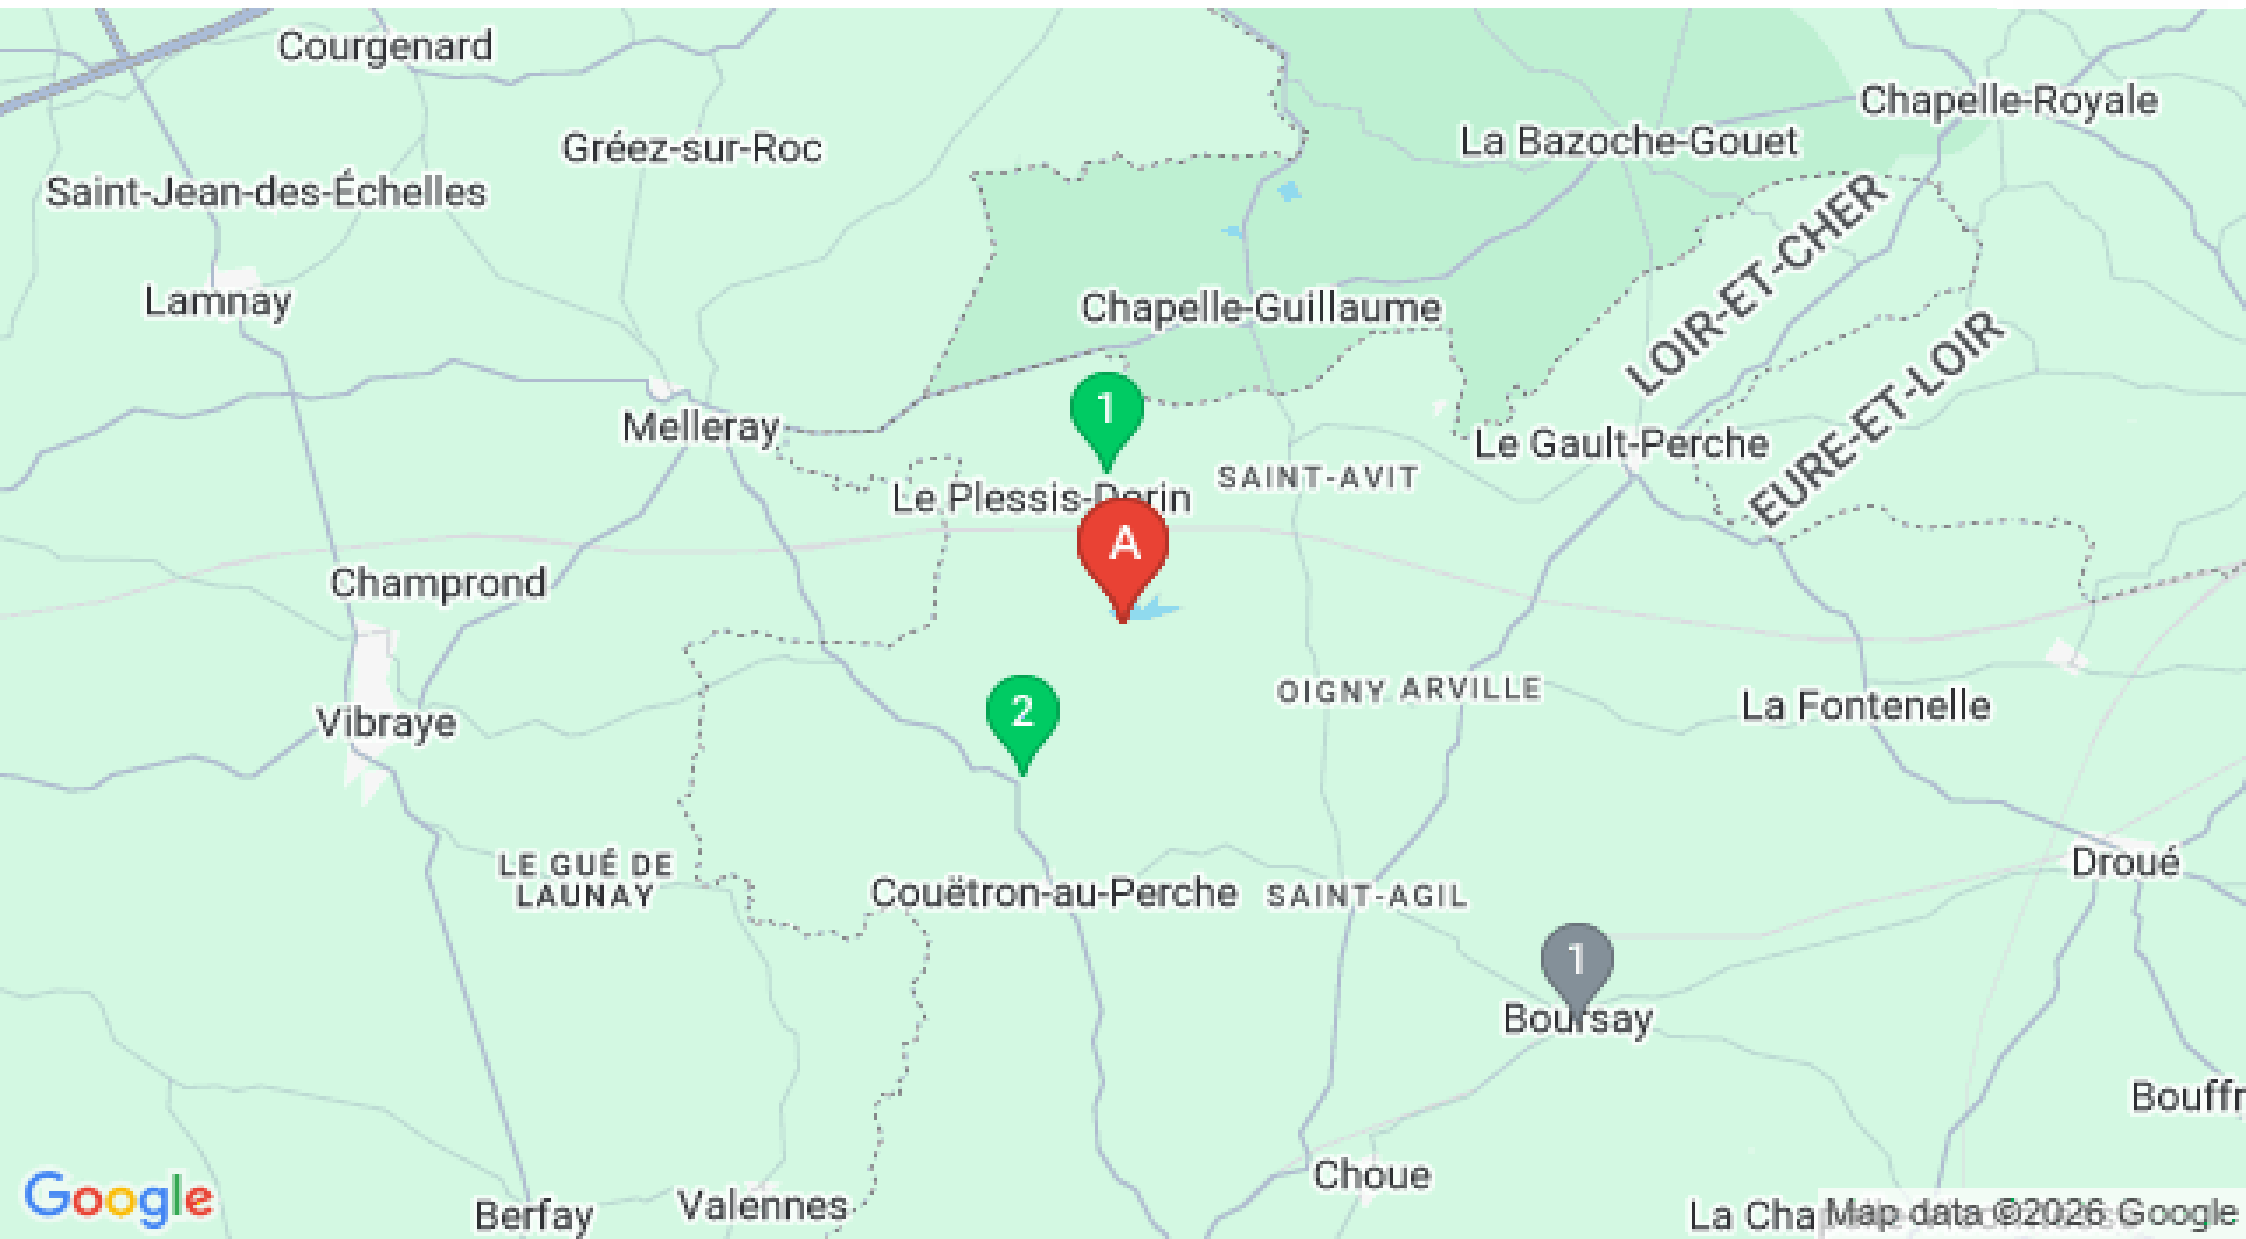 Courgenard
Chapelle-Royale
La Bazoche-Gouet
Gréez-sur-Roc
Saint-Jean-des-Échelles
LOIR-ET-CHER
Lamnay
Chapelle-Guillaume
EURE-ET-LOIR
1
Melleray
Le Gault-Perche
SAINT-AVIT
Le Plessis-Dorin
A
Champrond
OIGNY ARVILLE
La Fontenelle
2
Vibraye
Droué
LE GUÉ DE
LAUNAY
Couëtron-au-Perche
SAINT-AGIL
1
Boursay
Bouffr
Choue
Google
Berfay
Valennes
La Cha
Map data ©2026 Google